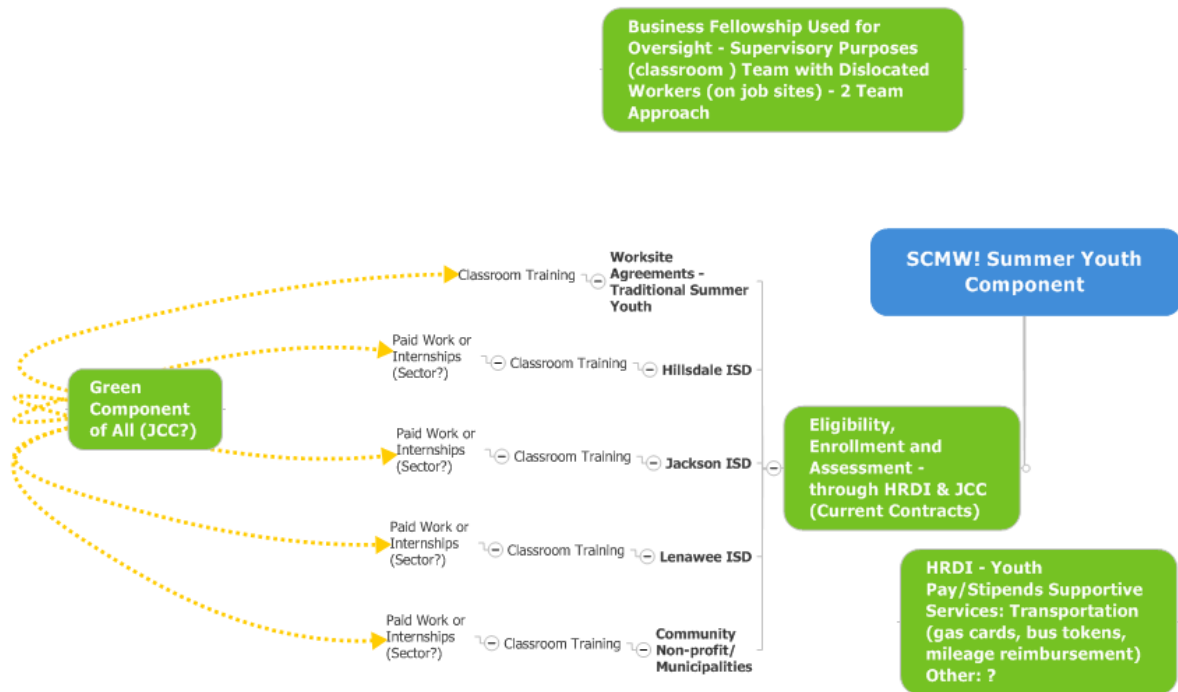 Business Fellowship Used for
Oversight - Supervisory Purposes
(classroom ) Team with Dislocated
Workers (on job sites) - 2 Team
Approach
SCMW! Summer Youth
Component
Worksite
Agreements -
Traditional Summer
Youth
Classroom Training
Paid Work or
Internships
(Sector?)
Classroom Training
Hillsdale ISD
Green
Component
of All (JCC?)
Paid Work or
Internships
(Sector?)
Classroom Training
Jackson ISD
Eligibility,
Enrollment and
Assessment -
through HRDI & JCC
(Current Contracts)
Paid Work or
Internships
(Sector?)
Classroom Training
Lenawee ISD
Paid Work or
Internships
(Sector?)
Classroom Training
Community
Non-profit/
Municipalities
HRDI - Youth
Pay/Stipends Supportive
Services: Transportation
(gas cards, bus tokens,
mileage reimbursement)
Other: ?